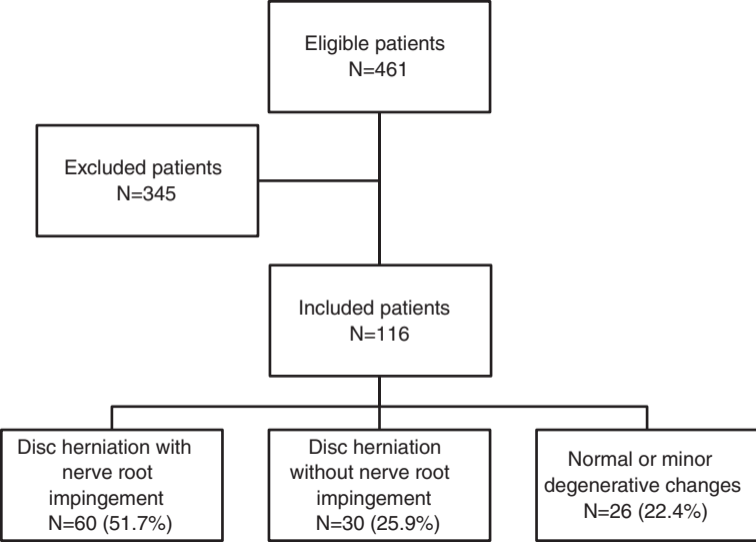 Eligible patients
N=461
Excluded patients
N=345
Included patients
N=116
Disc herniation with
nerve root
impingement
N=60 (51.7%)
Disc herniation
without nerve root
impingement
N=30 (25.9%)
Normal or minor
degenerative changes
N=26 (22.4%)